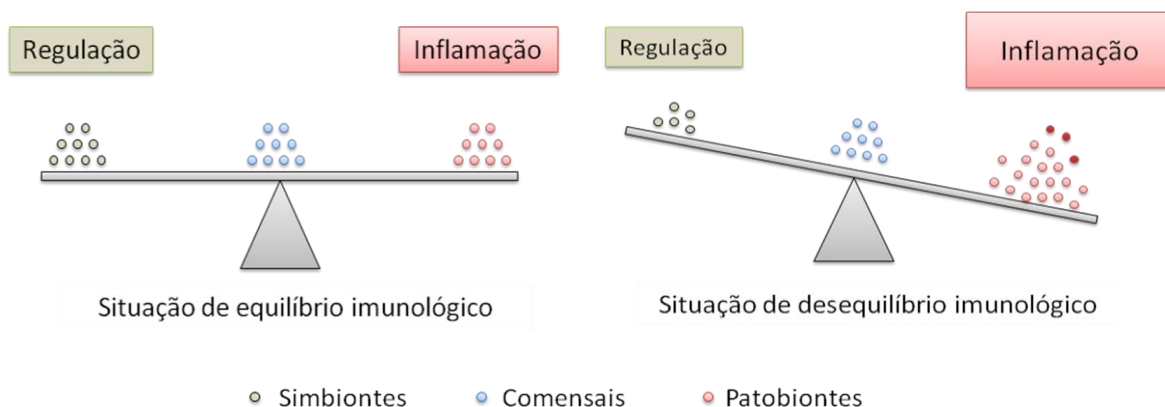 Regulação
Inflamação
Regulação
Inflamação
Situação de equilíbrio imunológico
Situação de desequilíbrio imunológico
Simbiontes
Comensais
Patobiontes